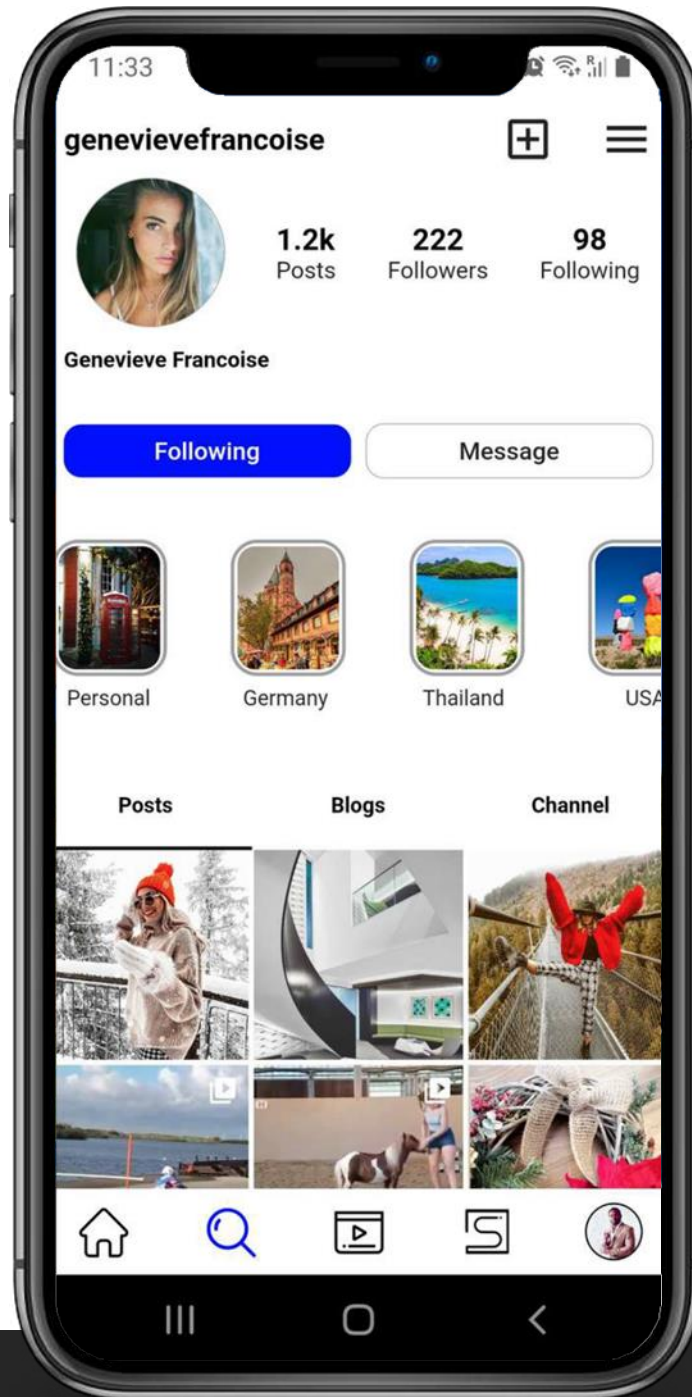 11:33
R
genevievefrancoise
1.2k 222 98
Posts Followers Following
Genevieve Francoise
Following Message
Personal Germany Thailand USA
Posts Blogs Channel